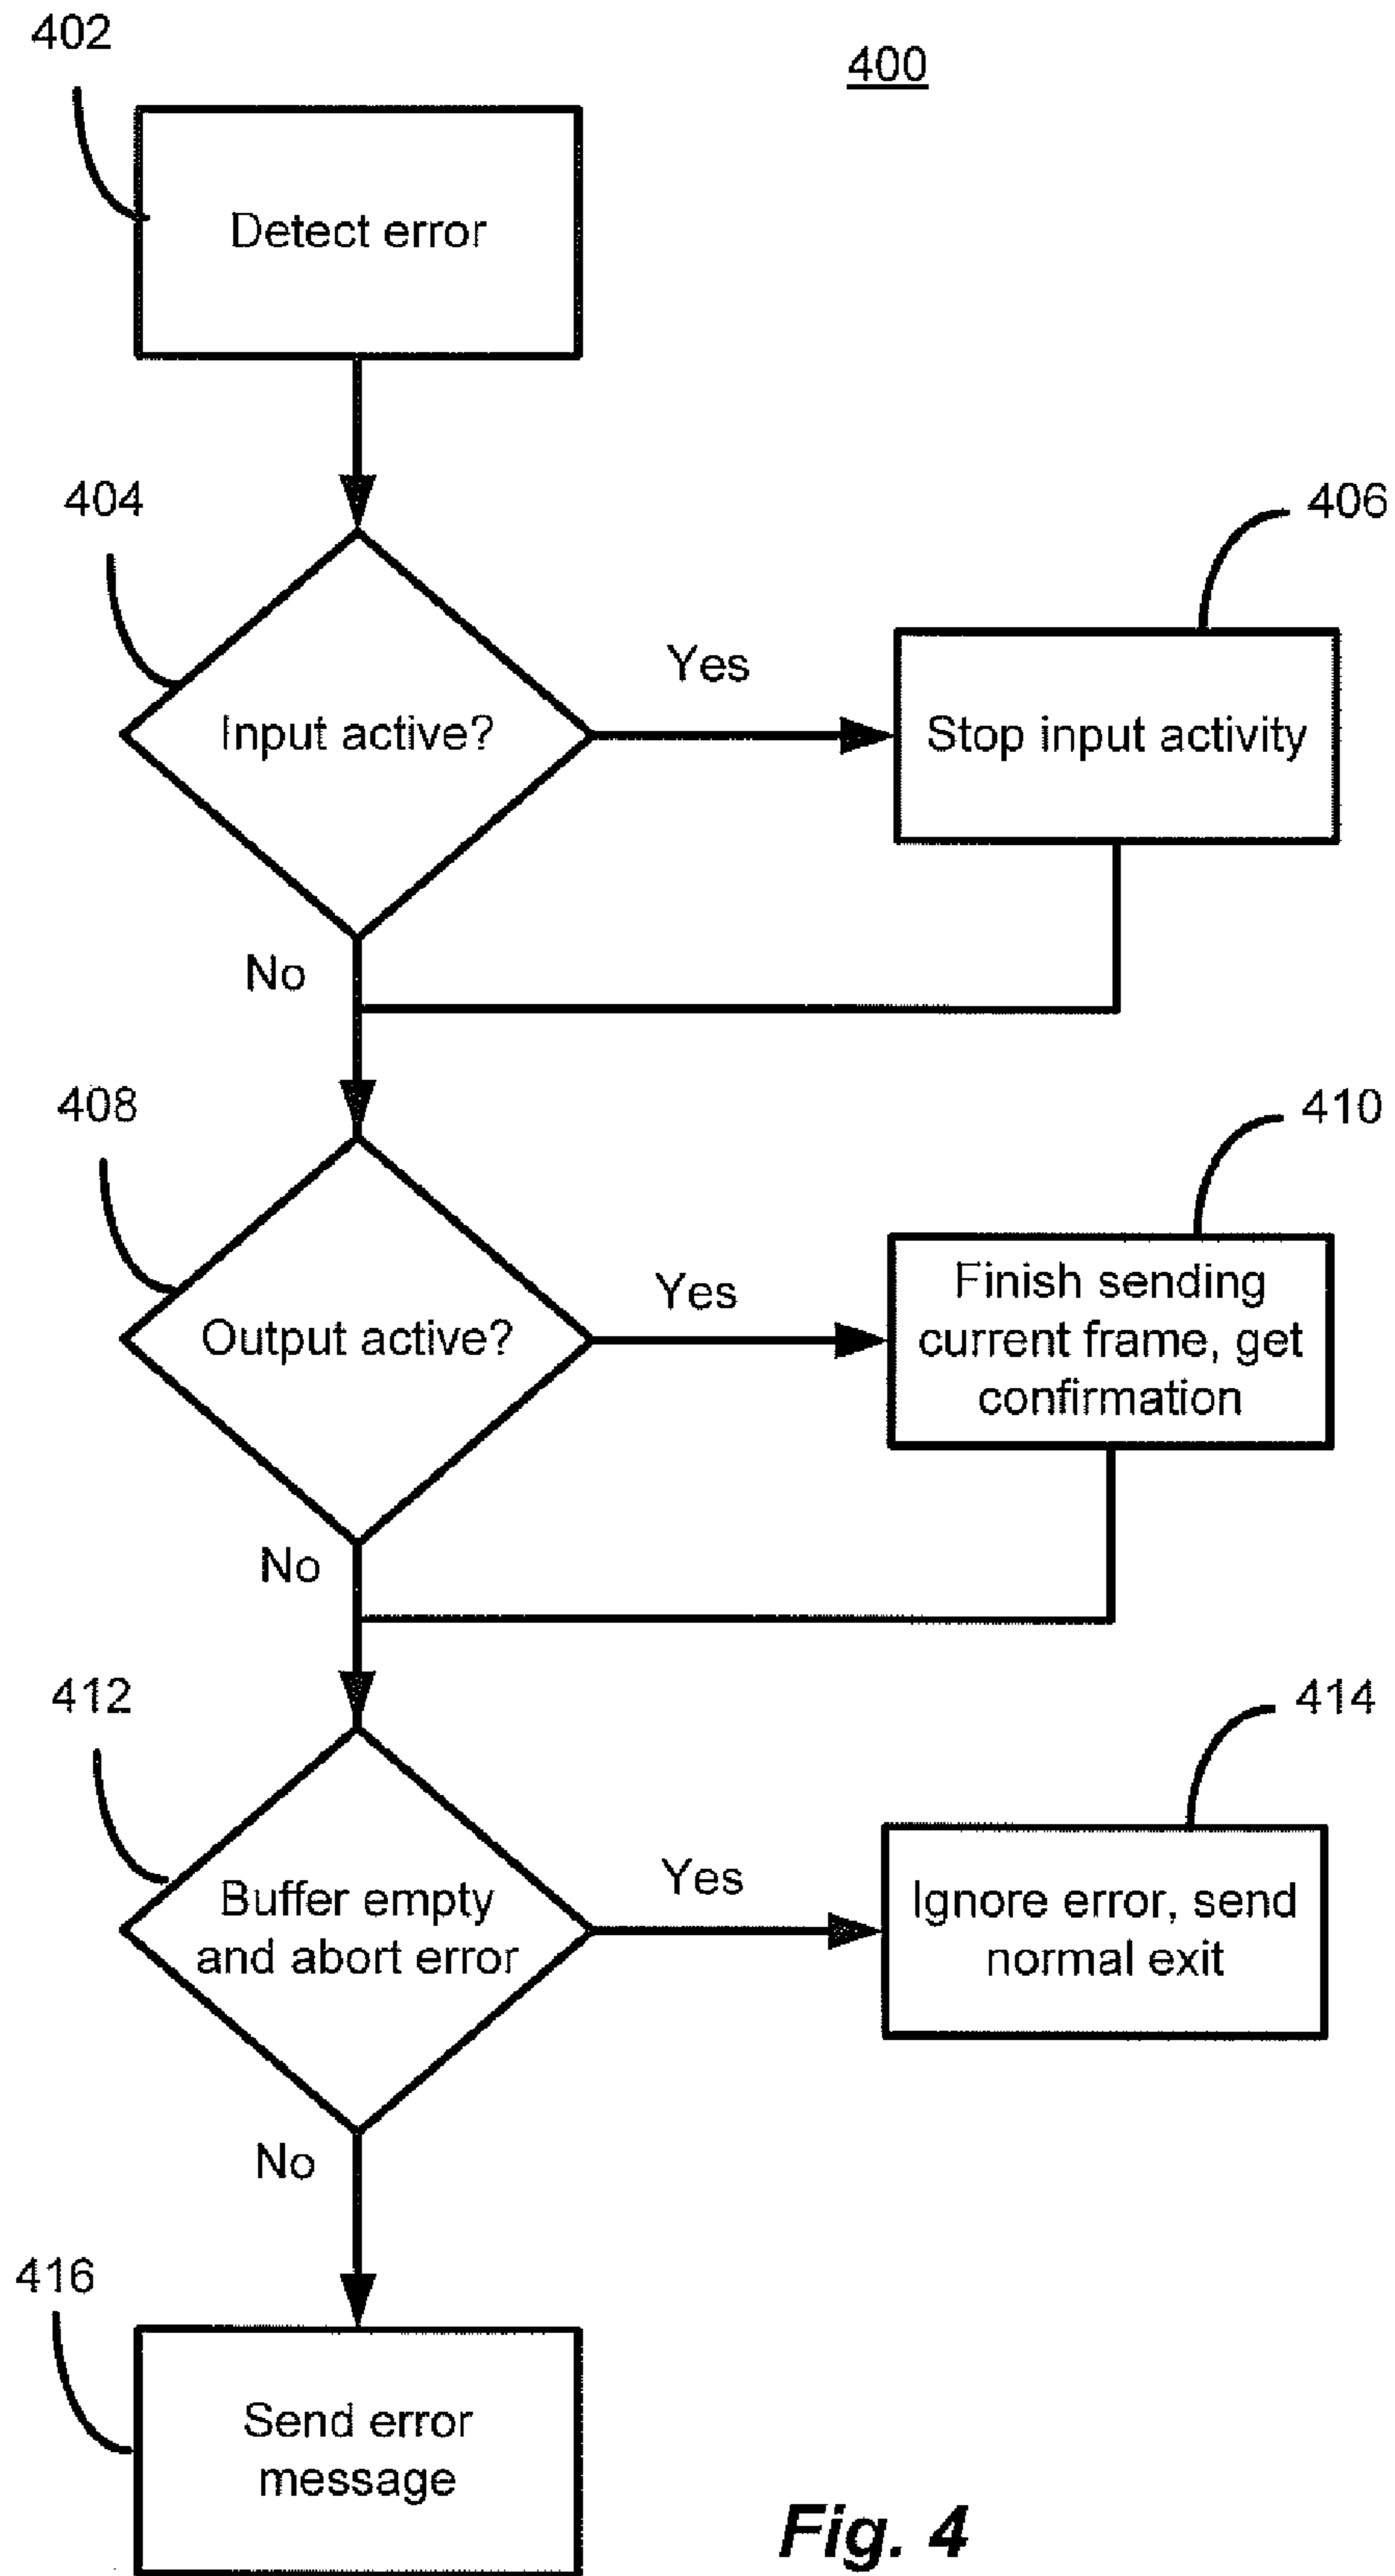 402
400
Detect error
404
406
Yes
Input active?
Stop input activity
No
408
410
Yes
Finish sending
current frame, get
confirmation
Output active?
No
412
414
Yes
Buffer empty
and abort error
Ignore error, send
normal exit
No
416
Send error
message
Fig. 4